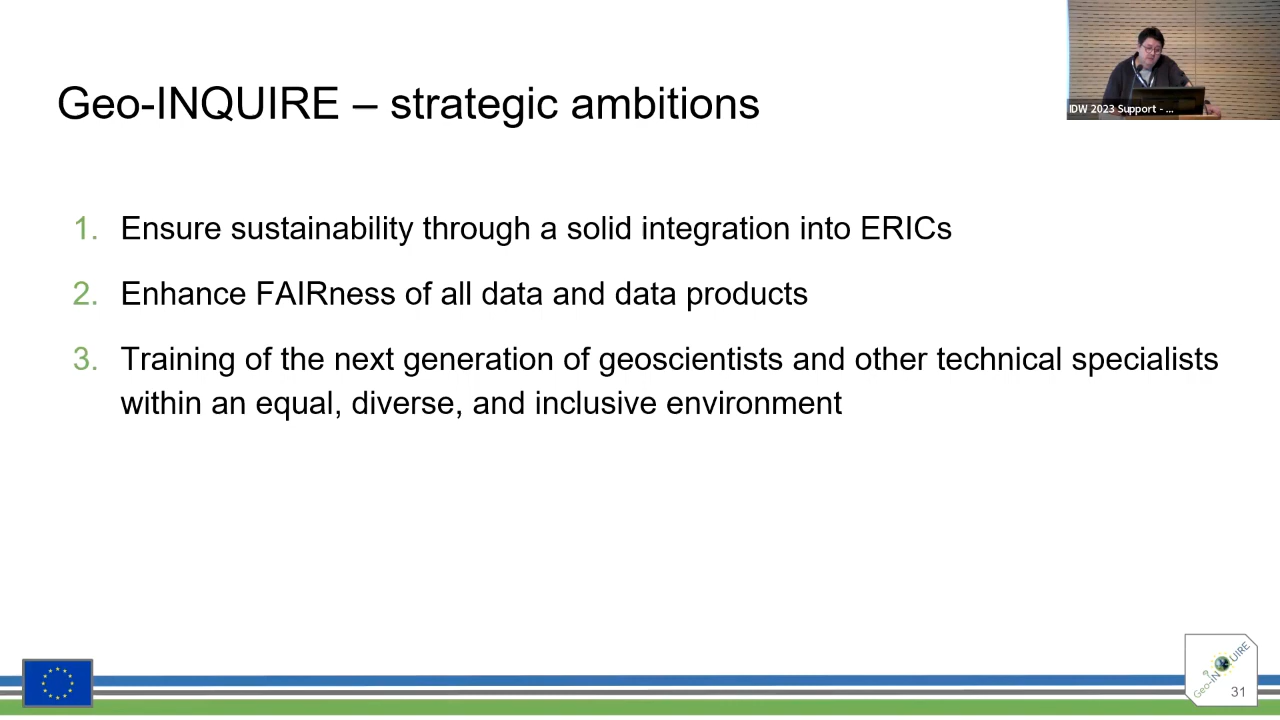 Geo-INQUIRE – strategic ambitions
IDW 2023 Support - ...
1. Ensure sustainability through a solid integration into ERICs
2. Enhance FAIRness of all data and data products
3. Training of the next generation of geoscientists and other technical specialists
within an equal, diverse, and inclusive environment
Geo-INQUIRE
31